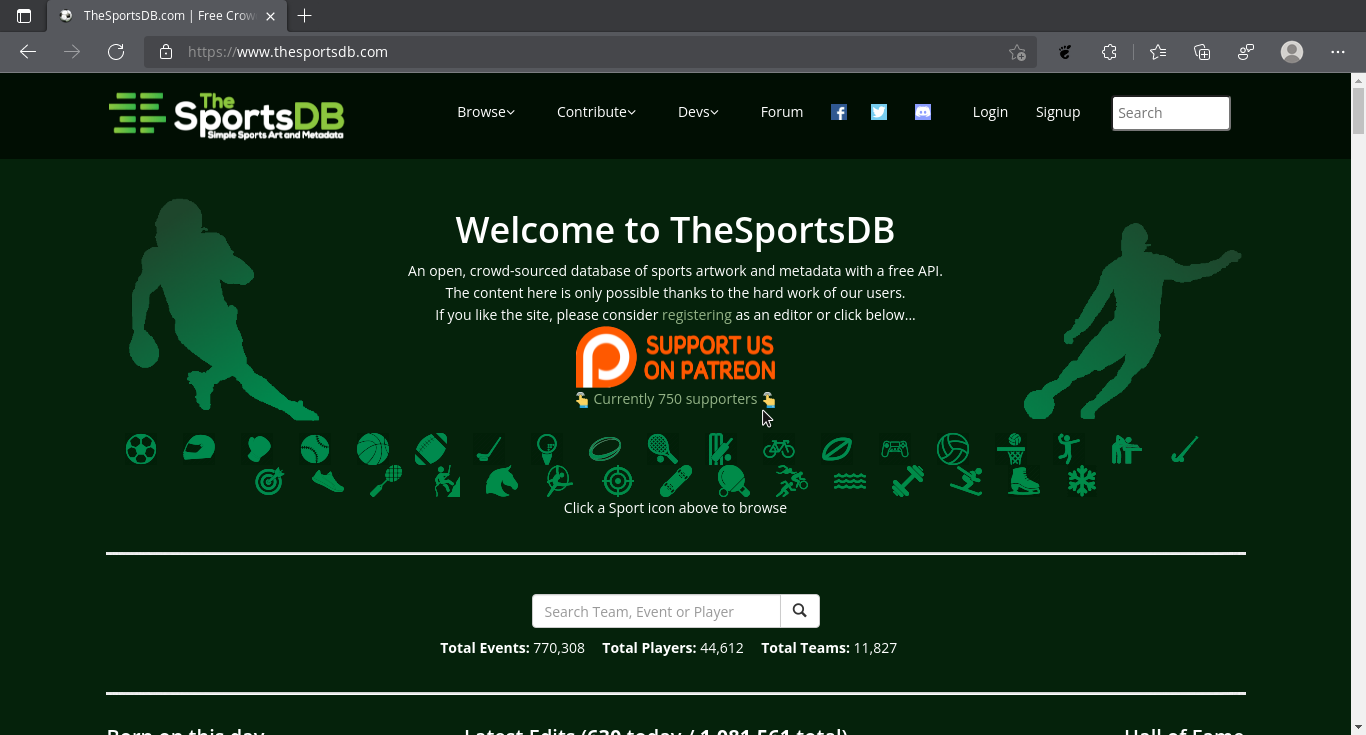 TheSportsDB.com | Free Crow
https://www.thesportsdb.com
The
SportsDB
Simple Sports Art and Metadata
Browse Contribute Devs Forum Login Signup Search
Welcome to TheSportsDB
An open, crowd-sourced database of sports artwork and metadata with a free API.
The content here is only possible thanks to the hard work of our users.
If you like the site, please consider registering as an editor or click below...
SUPPORT US
ON PATREON
👆 Currently 750 supporters 👆
Click a Sport icon above to browse
Search Team, Event or Player
Total Events: 770,308 Total Players: 44,612 Total Teams: 11,827
Born on this day Latest Edits (630 today / 1,081,561 total) Hall of Fame